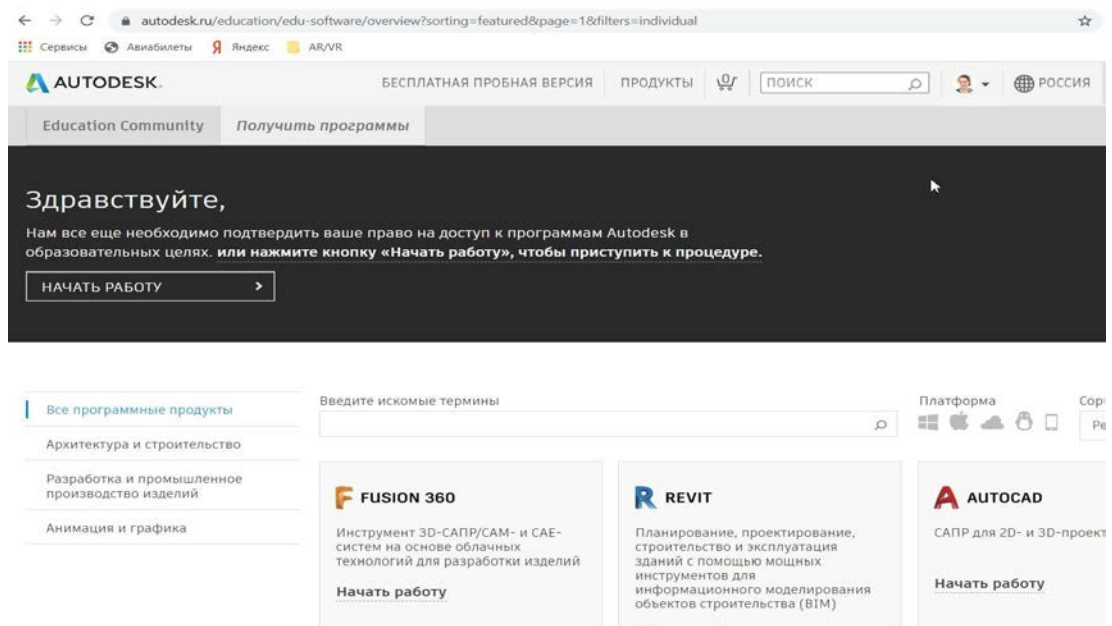 autodesk.ru/education/edu-software/overview?sorting=featured&page=1&filters=individual
Сервисы Авиабилеты Яндекс AR/VR
AUTODESK. БЕСПЛАТНАЯ ПРОБНАЯ ВЕРСИЯ ПРОДУКТЫ 0 ПОИСК РОССИЯ
Education Community Получить программы
Здравствуйте,
Нам все еще необходимо подтвердить ваше право на доступ к программам Autodesk в
образовательных целях. или нажмите кнопку «Начать работу», чтобы приступить к процедуре.
НАЧАТЬ РАБОТУ
Все программные продукты
Архитектура и строительство
Разработка и промышленное
производство изделий
Анимация и графика
Введите искомые термины
Платформа
Сор
Ре
FUSION 360
Инструмент 3D-САПР/CAM- и CAE-
систем на основе облачных
технологий для разработки изделий
Начать работу
REVIT
Планирование, проектирование,
строительство и эксплуатация
зданий с помощью мощных
инструментов для
информационного моделирования
объектов строительства (BIM)
AUTOCAD
САПР для 2D- и 3D-проект
Начать работу